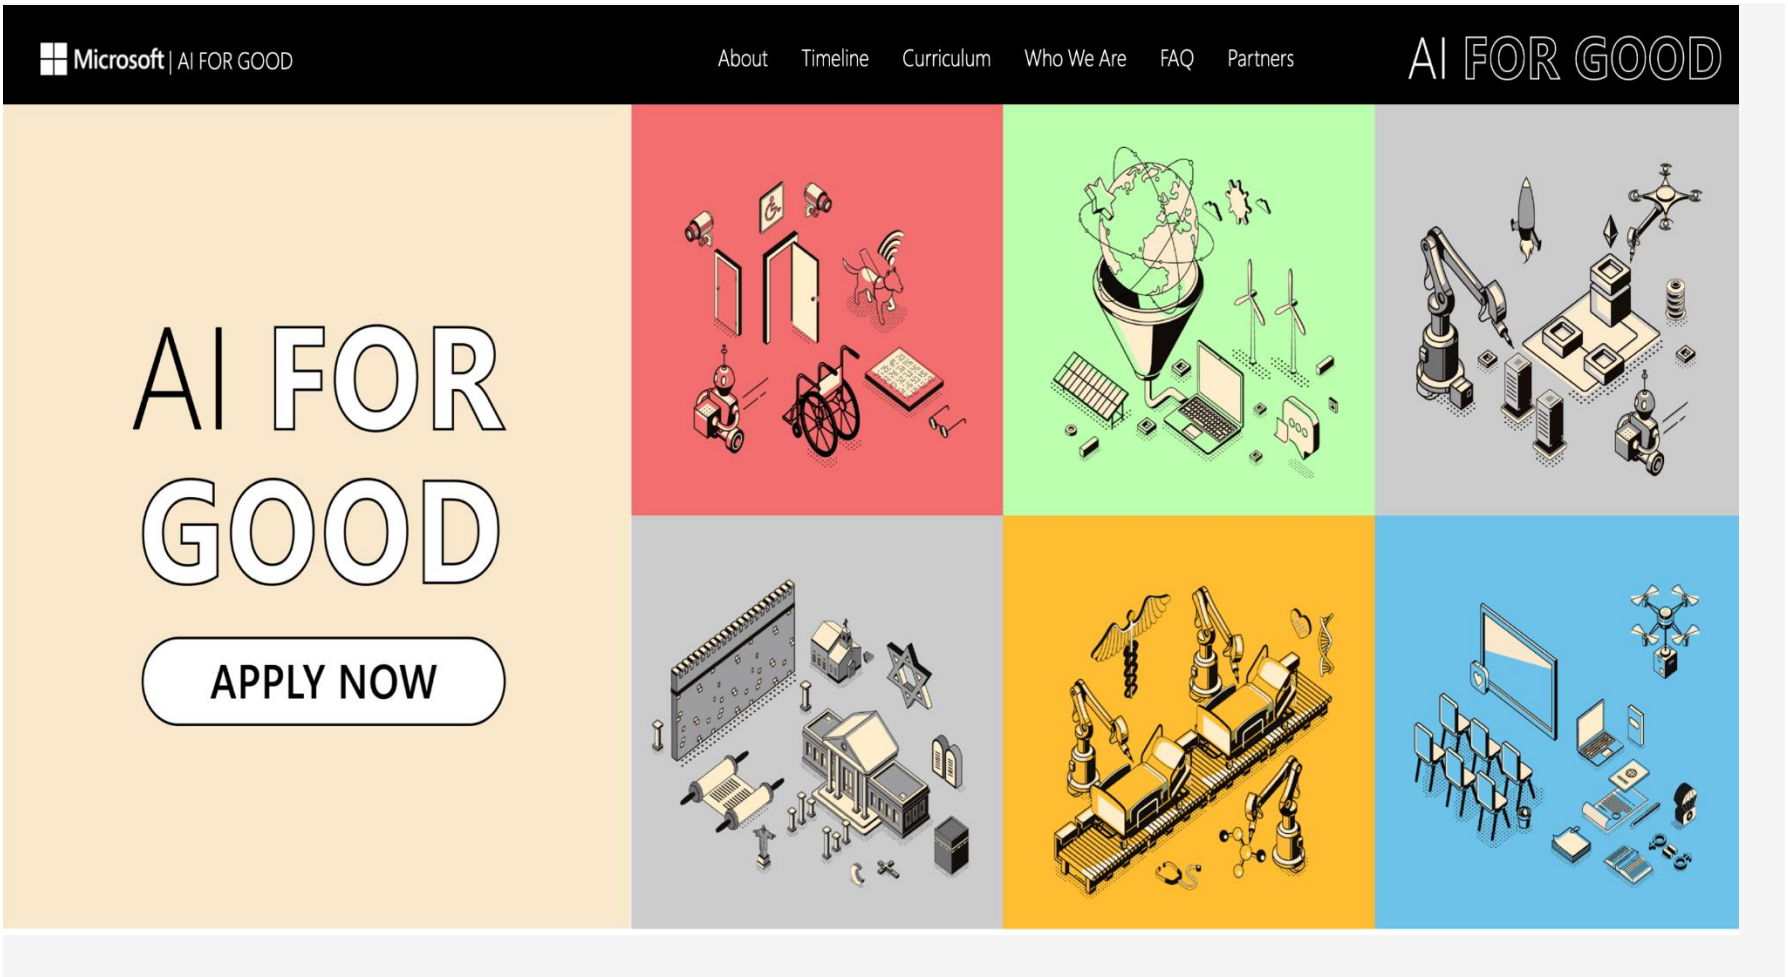 Microsoft | AI FOR GOOD
About Timeline Curriculum Who We Are FAQ Partners
AI FOR GOOD
AI FOR
GOOD
APPLY NOW